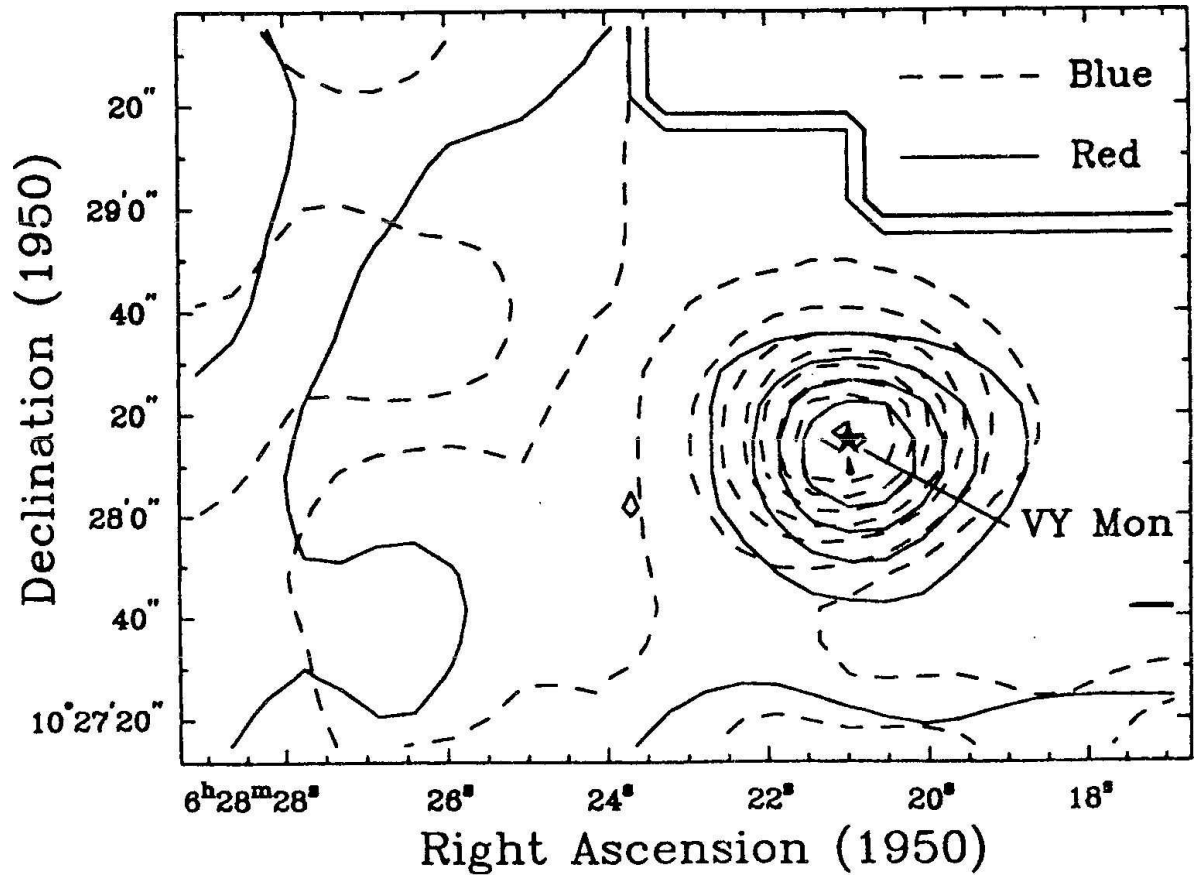 Blue
Red
VY Mon
20"
29'0"
40"
20"
28'0"
40"
10°27'20"
6ʰ28ᵐ28ˢ
26ˢ
24ˢ
22ˢ
20ˢ
18ˢ
Declination (1950)
Right Ascension (1950)